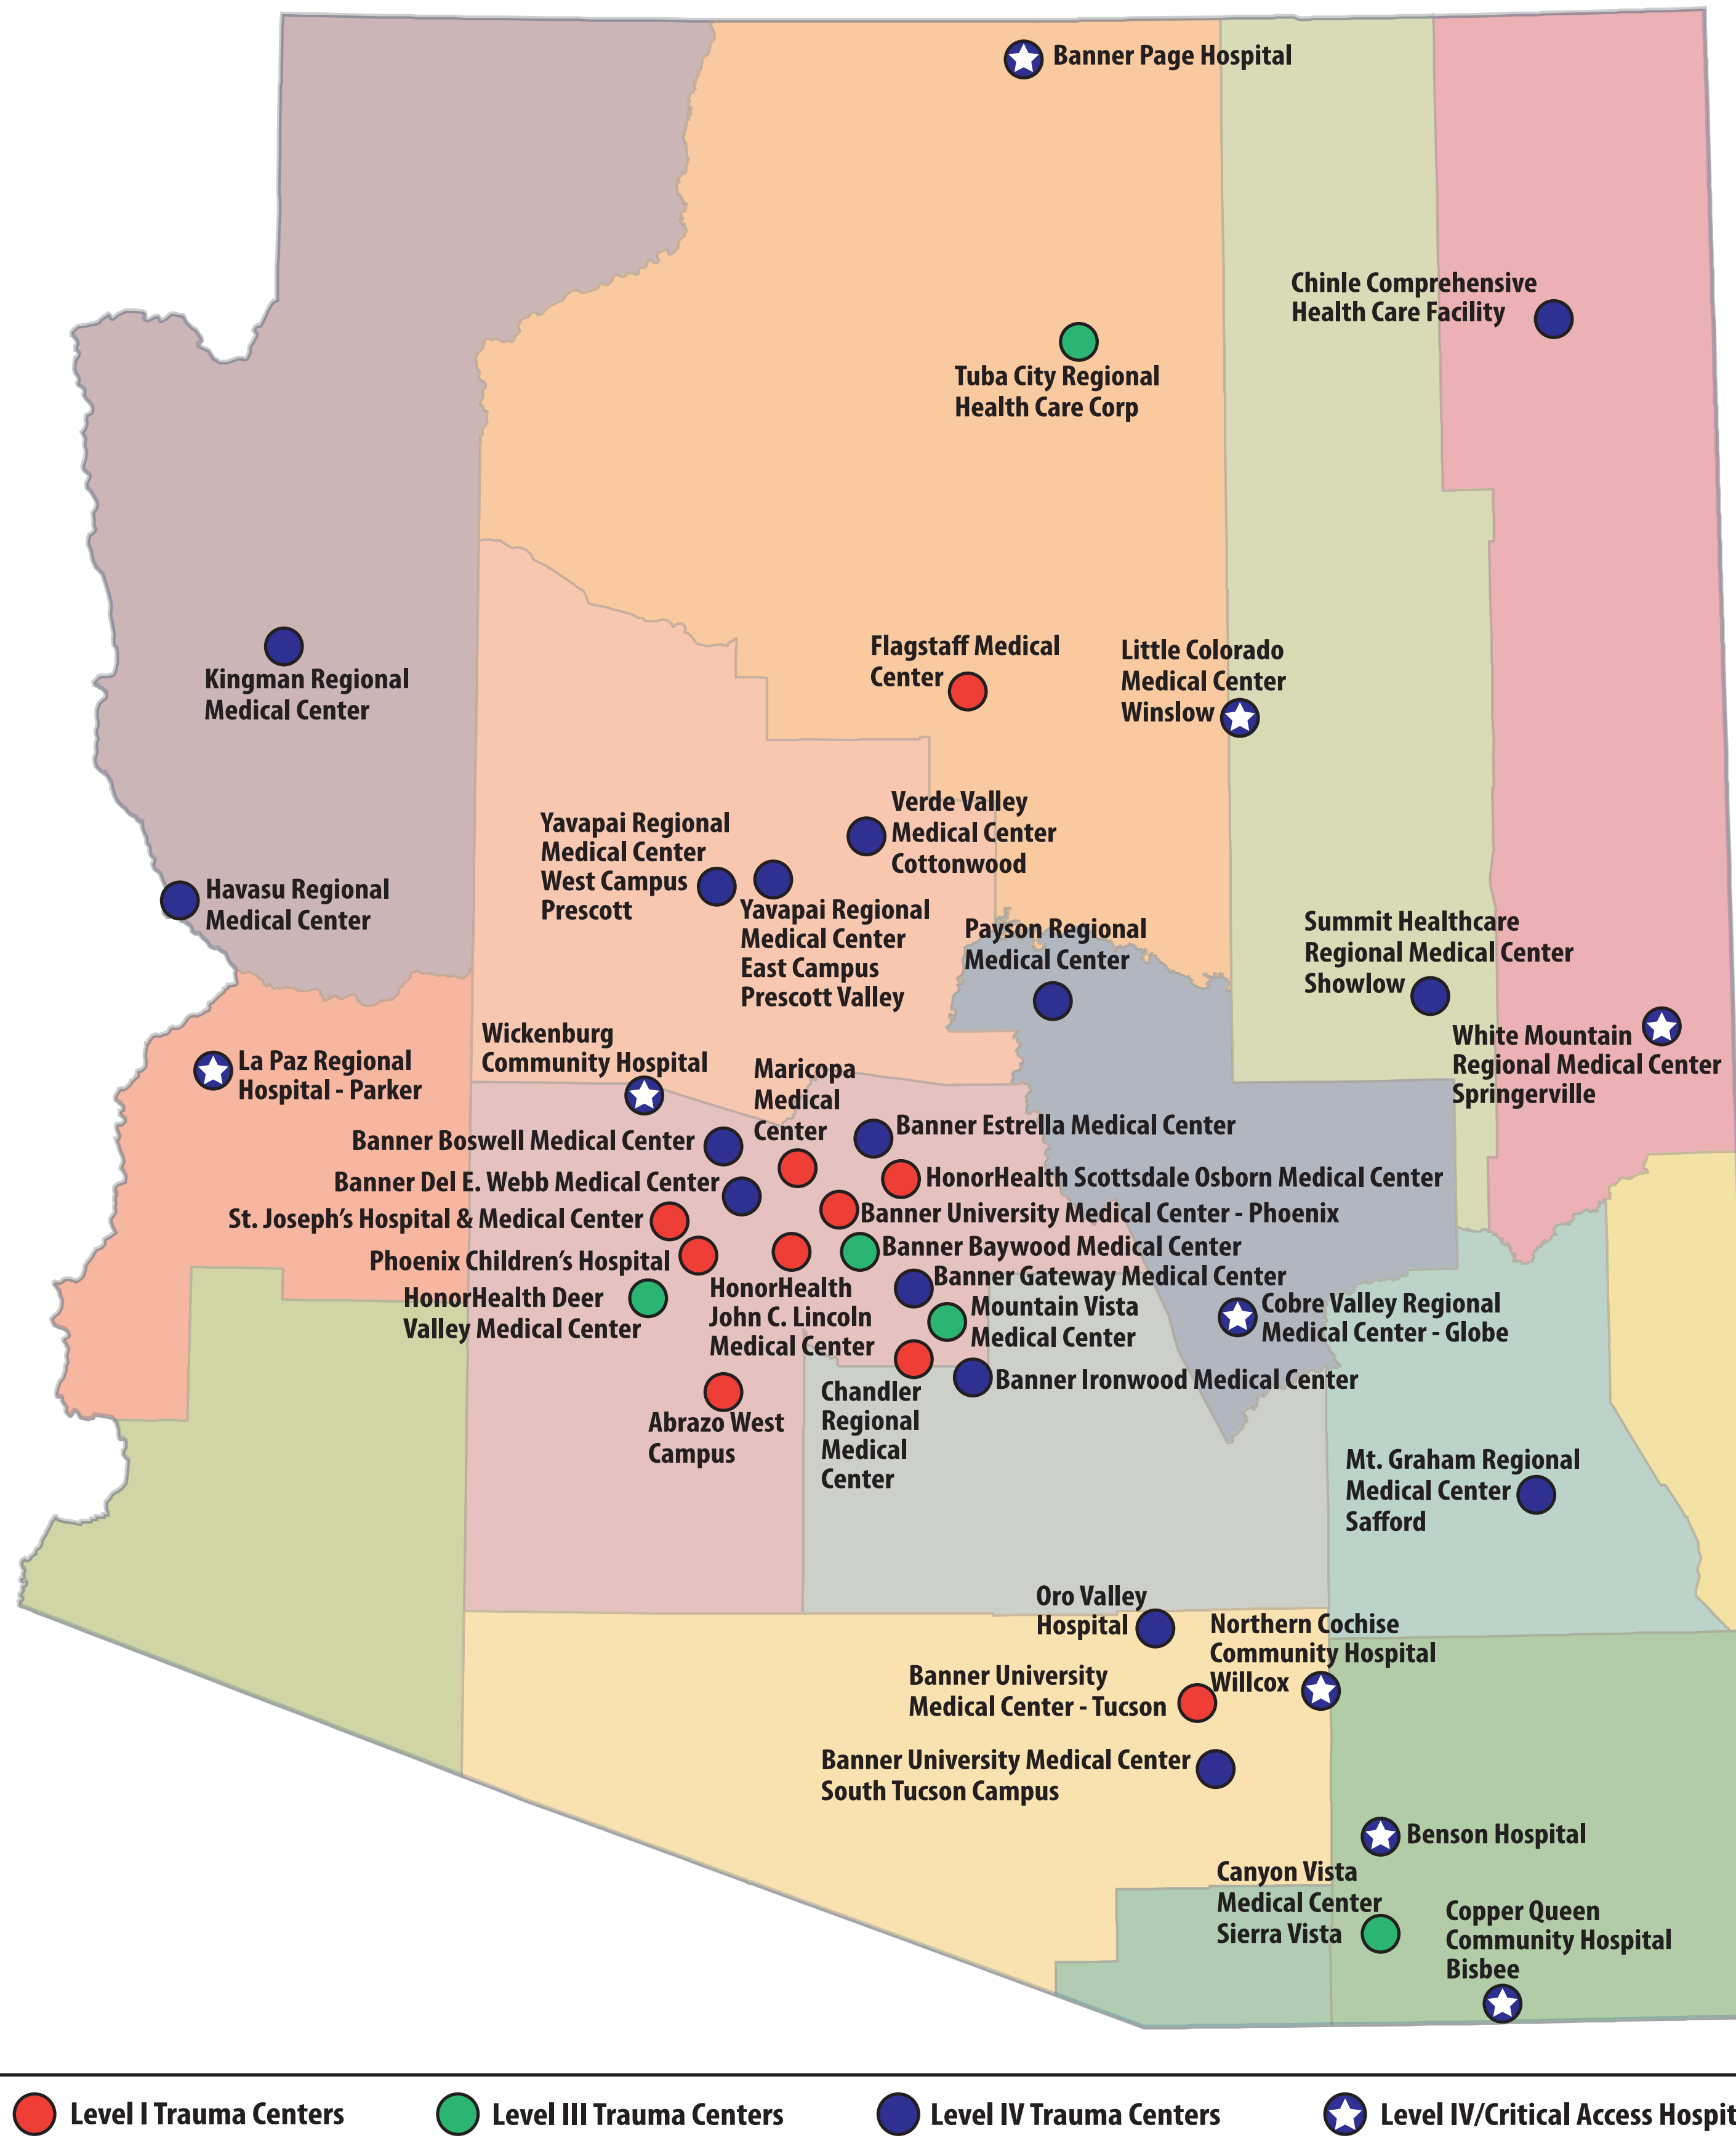 Banner Page Hospital
Chinle Comprehensive
Health Care Facility
Tuba City Regional
Health Care Corp
Flagstaff Medical
Center
Little Colorado
Medical Center
Winslow
Kingman Regional
Medical Center
Verde Valley
Medical Center
Cottonwood
Yavapai Regional
Medical Center
West Campus
Prescott
Yavapai Regional
Medical Center
East Campus
Prescott Valley
Havasu Regional
Medical Center
Payson Regional
Medical Center
Summit Healthcare
Regional Medical Center
Showlow
White Mountain
Regional Medical Center
Springerville
La Paz Regional
Hospital - Parker
Wickenburg
Community Hospital
Maricopa
Medical
Center
Banner Estrella Medical Center
Banner Boswell Medical Center
HonorHealth Scottsdale Osborn Medical Center
Banner Del E. Webb Medical Center
Banner University Medical Center - Phoenix
St. Joseph's Hospital & Medical Center
Banner Baywood Medical Center
Phoenix Children's Hospital
Banner Gateway Medical Center
HonorHealth Deer
Valley Medical Center
HonorHealth
John C. Lincoln
Medical Center
Mountain Vista
Medical Center
Cobre Valley Regional
Medical Center - Globe
Banner Ironwood Medical Center
Chandler
Regional
Medical
Center
Abrazo West
Campus
Mt. Graham Regional
Medical Center
Safford
Oro Valley
Hospital
Northern Cochise
Community Hospital
Willcox
Banner University
Medical Center - Tucson
Banner University Medical Center
South Tucson Campus
Benson Hospital
Canyon Vista
Medical Center
Sierra Vista
Copper Queen
Community Hospital
Bisbee
Level I Trauma Centers
Level III Trauma Centers
Level IV Trauma Centers
Level IV/Critical Access Hospit